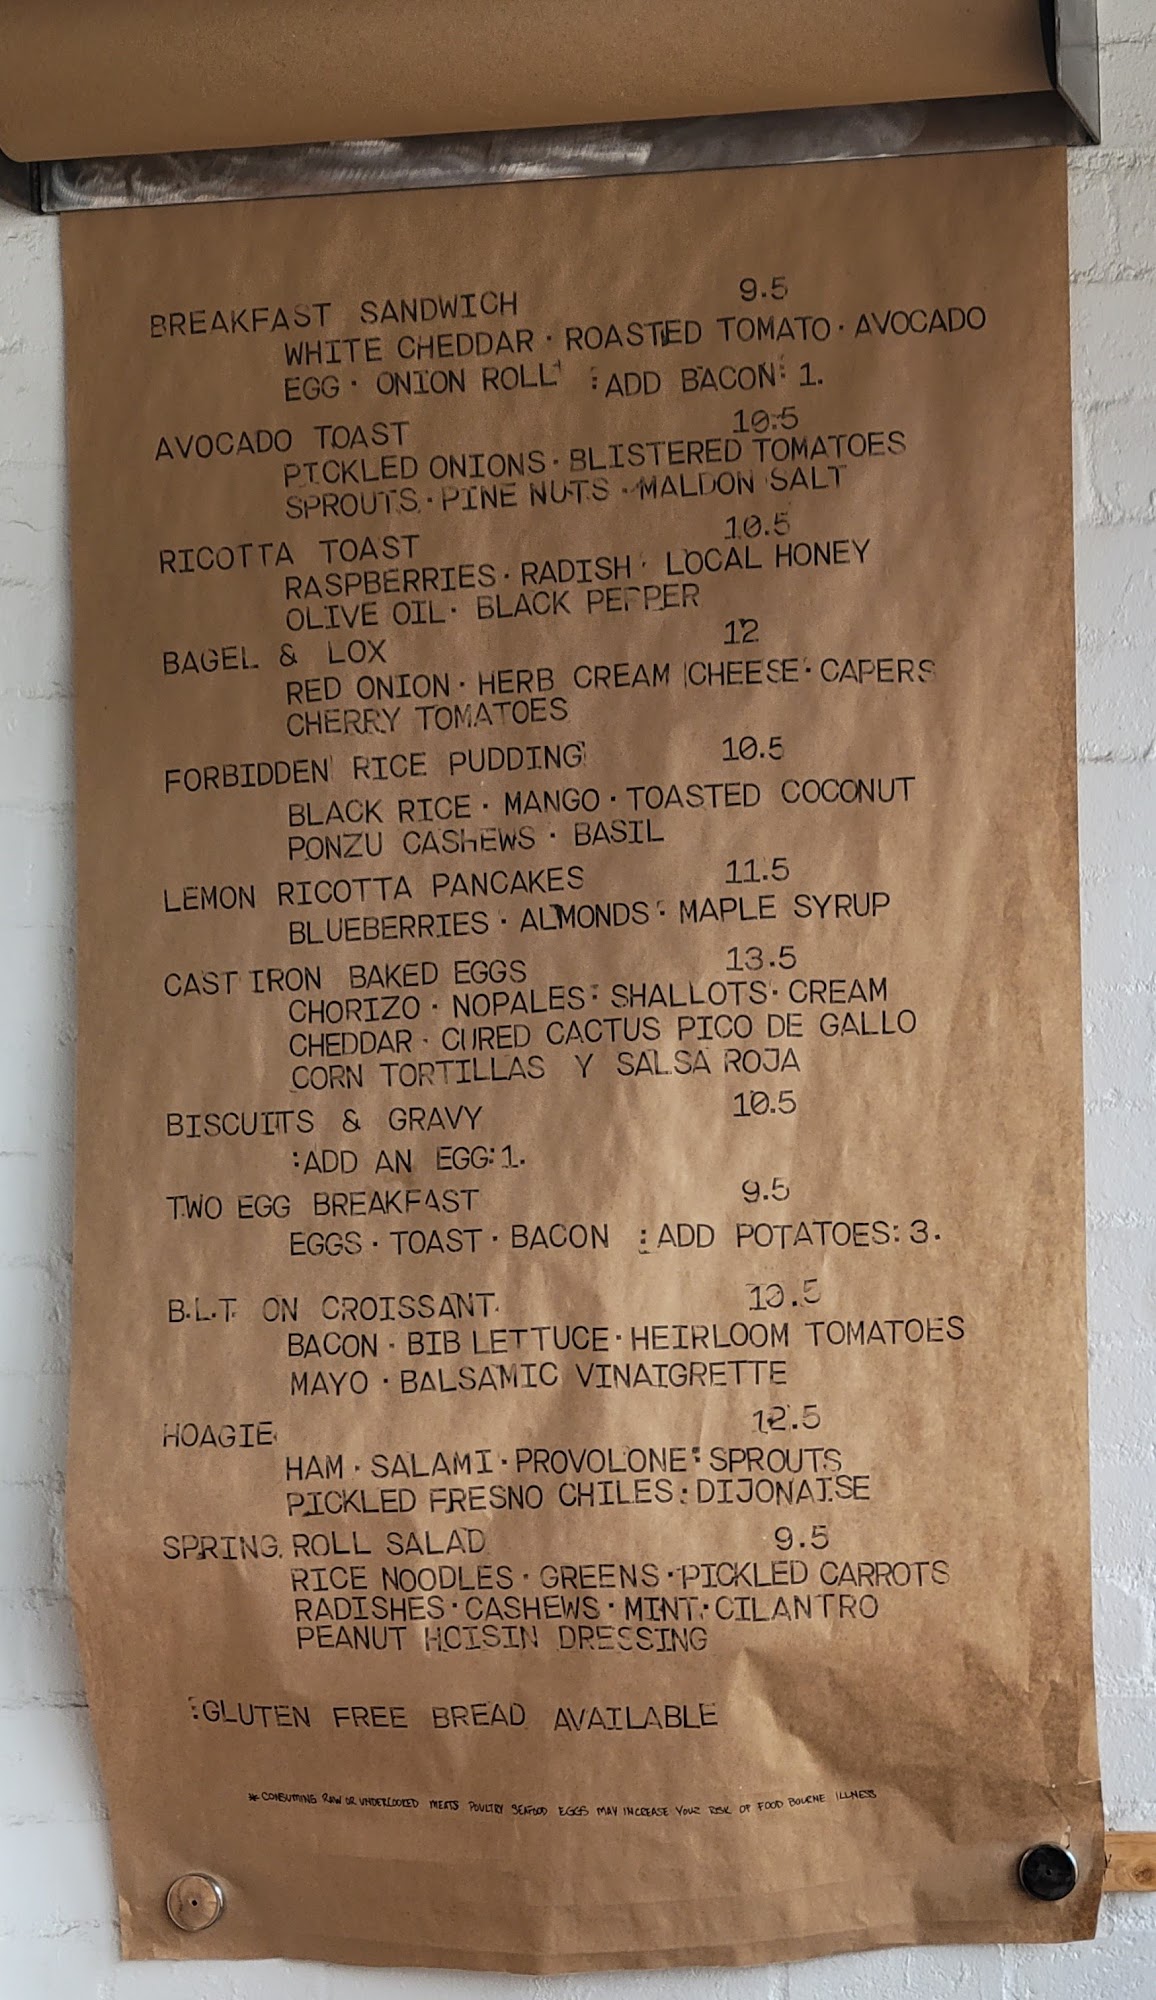 BREAKFAST SANDWICH 9.5
WHITE CHEDDAR · ROASTED TOMATO · AVOCADO
EGG · ONION ROLL :ADD BACON: 1.
AVOCADO TOAST 10.5
PICKLED ONIONS · BLISTERED TOMATOES
SPROUTS · PINE NUTS · MALDON SALT
RICOTTA TOAST 10.5
RASPBERRIES · RADISH · LOCAL HONEY
OLIVE OIL · BLACK PEPPER
BAGEL & LOX 12
RED ONION · HERB CREAM CHEESE · CAPERS
CHERRY TOMATOES
FORBIDDEN RICE PUDDING 10.5
BLACK RICE · MANGO · TOASTED COCONUT
PONZU CASHEWS · BASIL
LEMON RICOTTA PANCAKES 11.5
BLUEBERRIES · ALMONDS · MAPLE SYRUP
CAST IRON BAKED EGGS 13.5
CHORIZO · NOPALES · SHALLOTS · CREAM
CHEDDAR · CURED CACTUS PICO DE GALLO
CORN TORTILLAS Y SALSA ROJA
BISCUITS & GRAVY 10.5
:ADD AN EGG: 1.
TWO EGG BREAKFAST 9.5
EGGS · TOAST · BACON :ADD POTATOES: 3.
B.L.T. ON CROISSANT 10.5
BACON · BIB LETTUCE · HEIRLOOM TOMATOES
MAYO · BALSAMIC VINAIGRETTE
HOAGIE 12.5
HAM · SALAMI · PROVOLONE · SPROUTS
PICKLED FRESNO CHILES · DIJONAISE
SPRING ROLL SALAD 9.5
RICE NOODLES · GREENS · PICKLED CARROTS
RADISHES · CASHEWS · MINT · CILANTRO
PEANUT HOISIN DRESSING
:GLUTEN FREE BREAD AVAILABLE
* CONSUMING RAW OR UNDERCOOKED MEATS POULTRY SEAFOOD EGGS MAY INCREASE YOUR RISK OF FOOD BOURNE ILLNESS